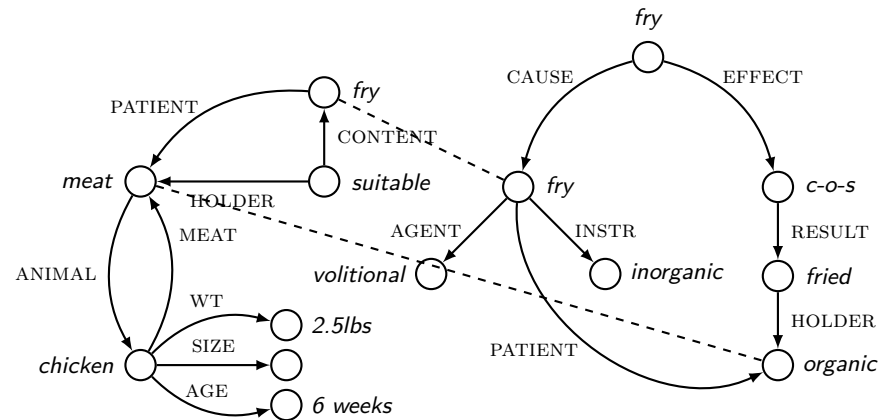 fry
CAUSE
EFFECT
fry
PATIENT
CONTENT
meat
suitable
HOLDER
fry
c-o-s
MEAT
AGENT
INSTR
RESULT
ANIMAL
volitional
inorganic
fried
WT
2.5lbs
HOLDER
SIZE
PATIENT
chicken
organic
AGE
6 weeks